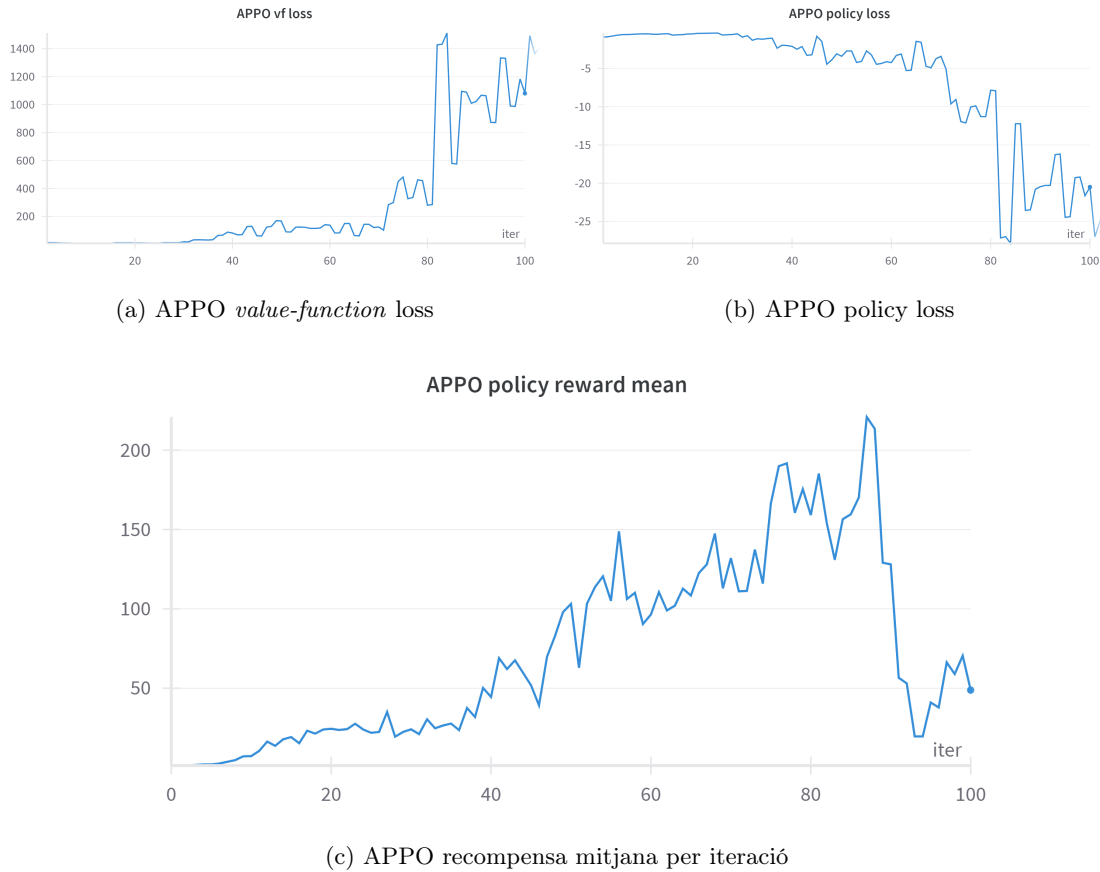 APPO vf loss
1400
1200
1000
800
600
400
200
iter
20 40 60 80 100
(a) APPO value-function loss
APPO policy loss
-5
-10
-15
-20
-25
iter
20 40 60 80 100
(b) APPO policy loss
APPO policy reward mean
200
150
100
50
iter
0 20 40 60 80 100
(c) APPO recompensa mitjana per iteració